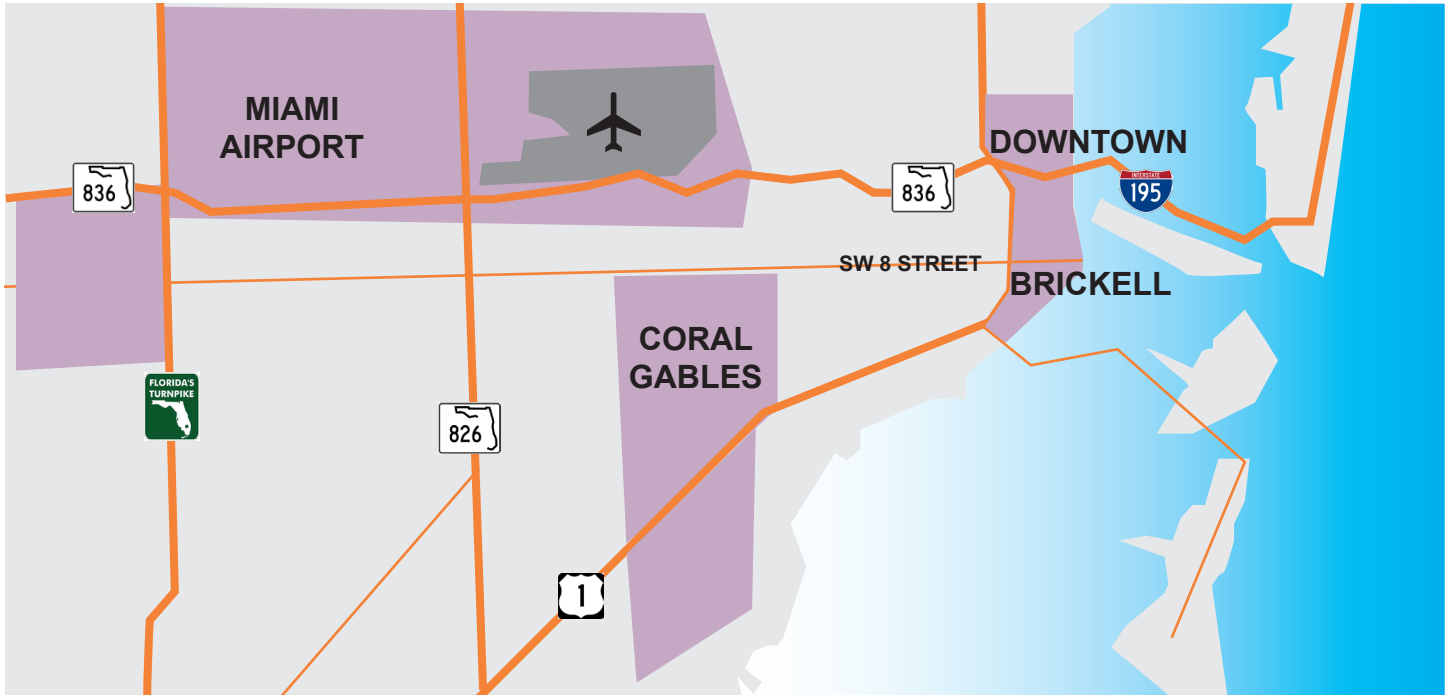 MIAMI
AIRPORT
DOWNTOWN
836
836
INTERSTATE
195
SW 8 STREET
BRICKELL
CORAL
GABLES
FLORIDA'S
TURNPIKE
826
1